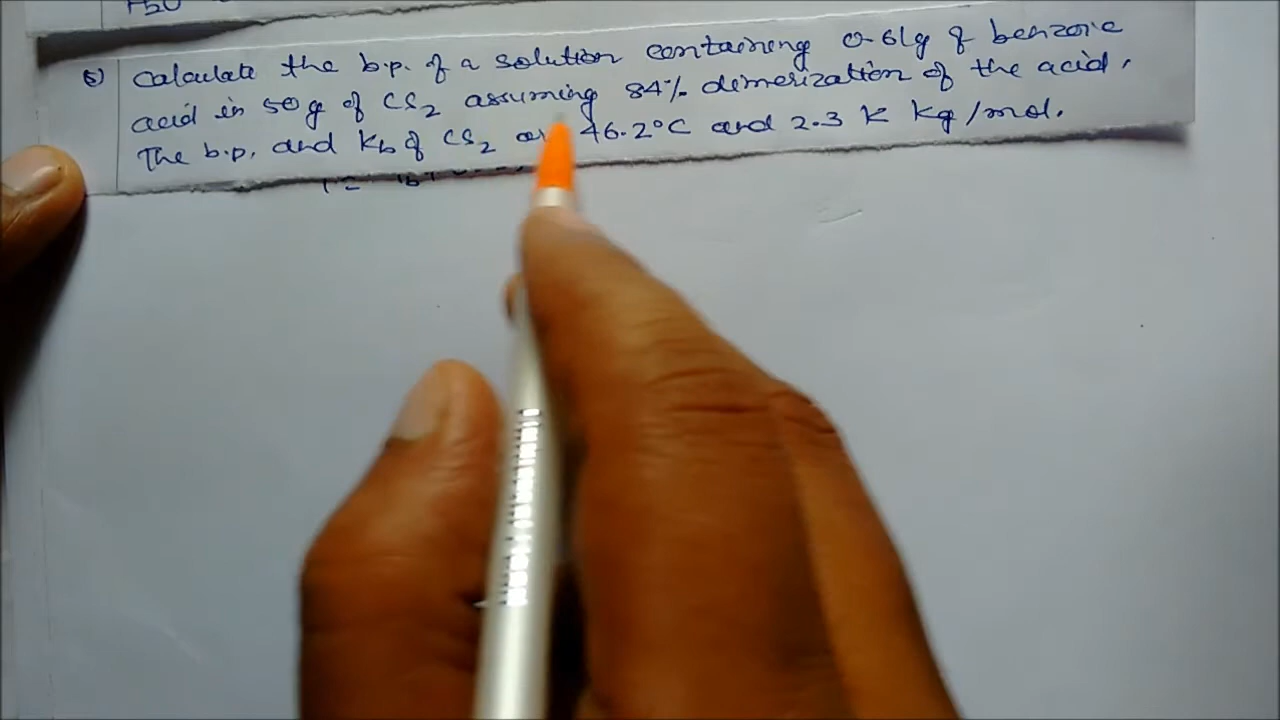 5) Calculate the b.p. of a solution containing 0.61g of benzoic
acid in 50g of CS2 assuming 84% dimerization of the acid.
The b.p. and Kb of CS2 46.2°C and 2.3 K Kg/mol.